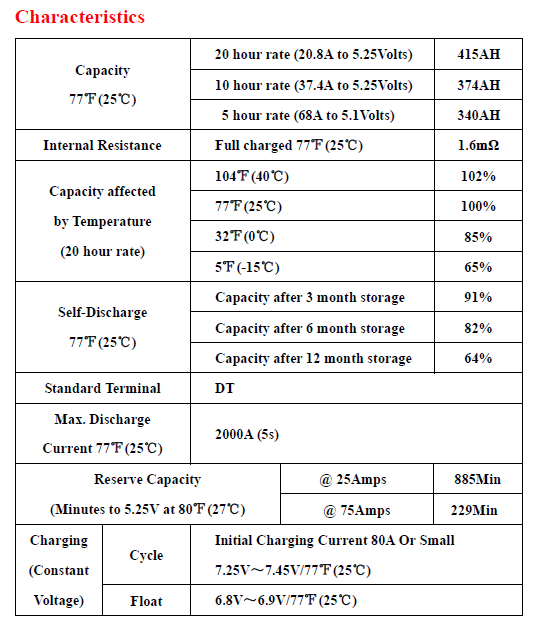 Characteristics
Capacity
77℉(25℃)
20 hour rate (20.8A to 5.25Volts) 415AH
10 hour rate (37.4A to 5.25Volts) 374AH
5 hour rate (68A to 5.1Volts) 340AH
Internal Resistance Full charged 77℉(25℃) 1.6mΩ
Capacity affected
by Temperature
(20 hour rate)
104℉(40℃) 102%
77℉(25℃) 100%
32℉(0℃) 85%
5℉(-15℃) 65%
Self-Discharge
77℉(25℃)
Capacity after 3 month storage 91%
Capacity after 6 month storage 82%
Capacity after 12 month storage 64%
Standard Terminal DT
Max. Discharge
Current 77℉(25℃)
2000A (5s)
Reserve Capacity
(Minutes to 5.25V at 80℉(27℃)
@ 25Amps 885Min
@ 75Amps 229Min
Charging
(Constant
Voltage)
Cycle
Initial Charging Current 80A Or Small
7.25V～7.45V/77℉(25℃)
Float 6.8V～6.9V/77℉(25℃)